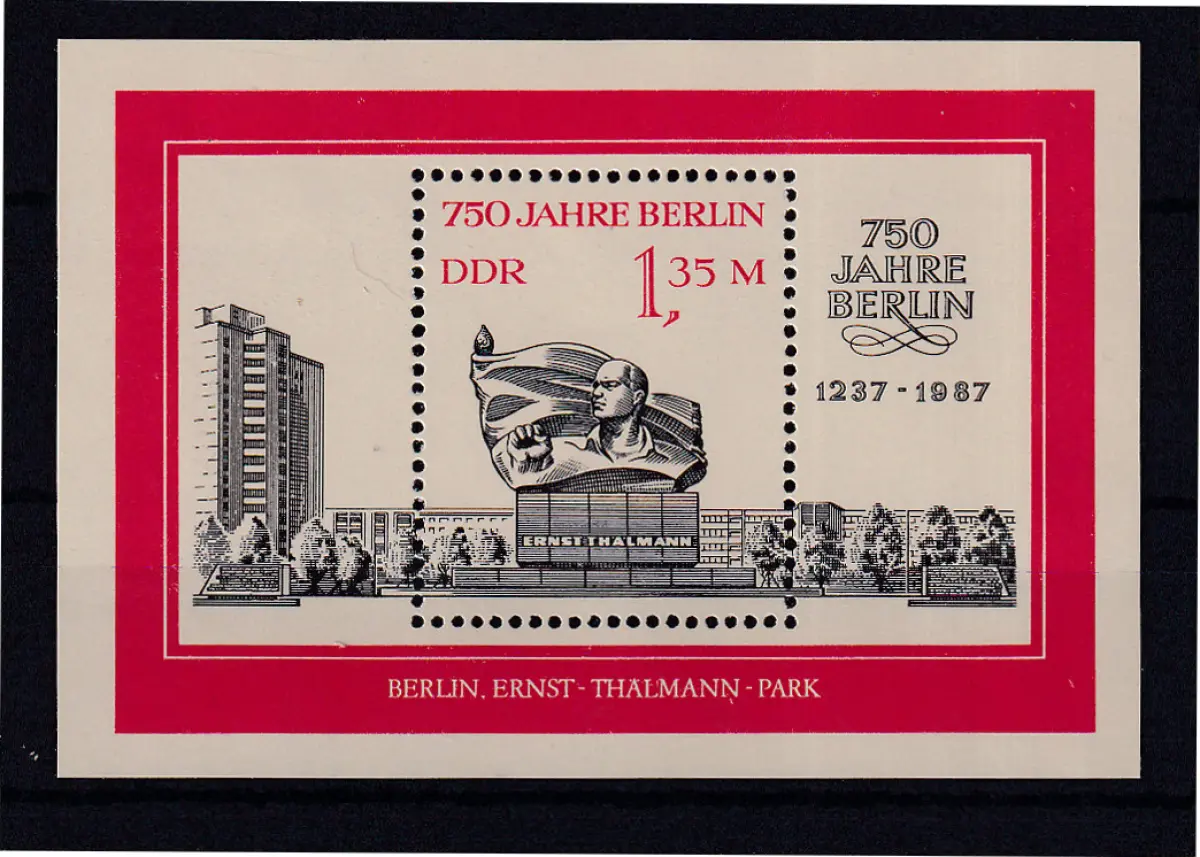 750 JAHRE BERLIN
DDR 1,35 M
750
JAHRE
BERLIN
1237 - 1987
ERNST THÄLMANN
BERLIN, ERNST - THÄLMANN - PARK